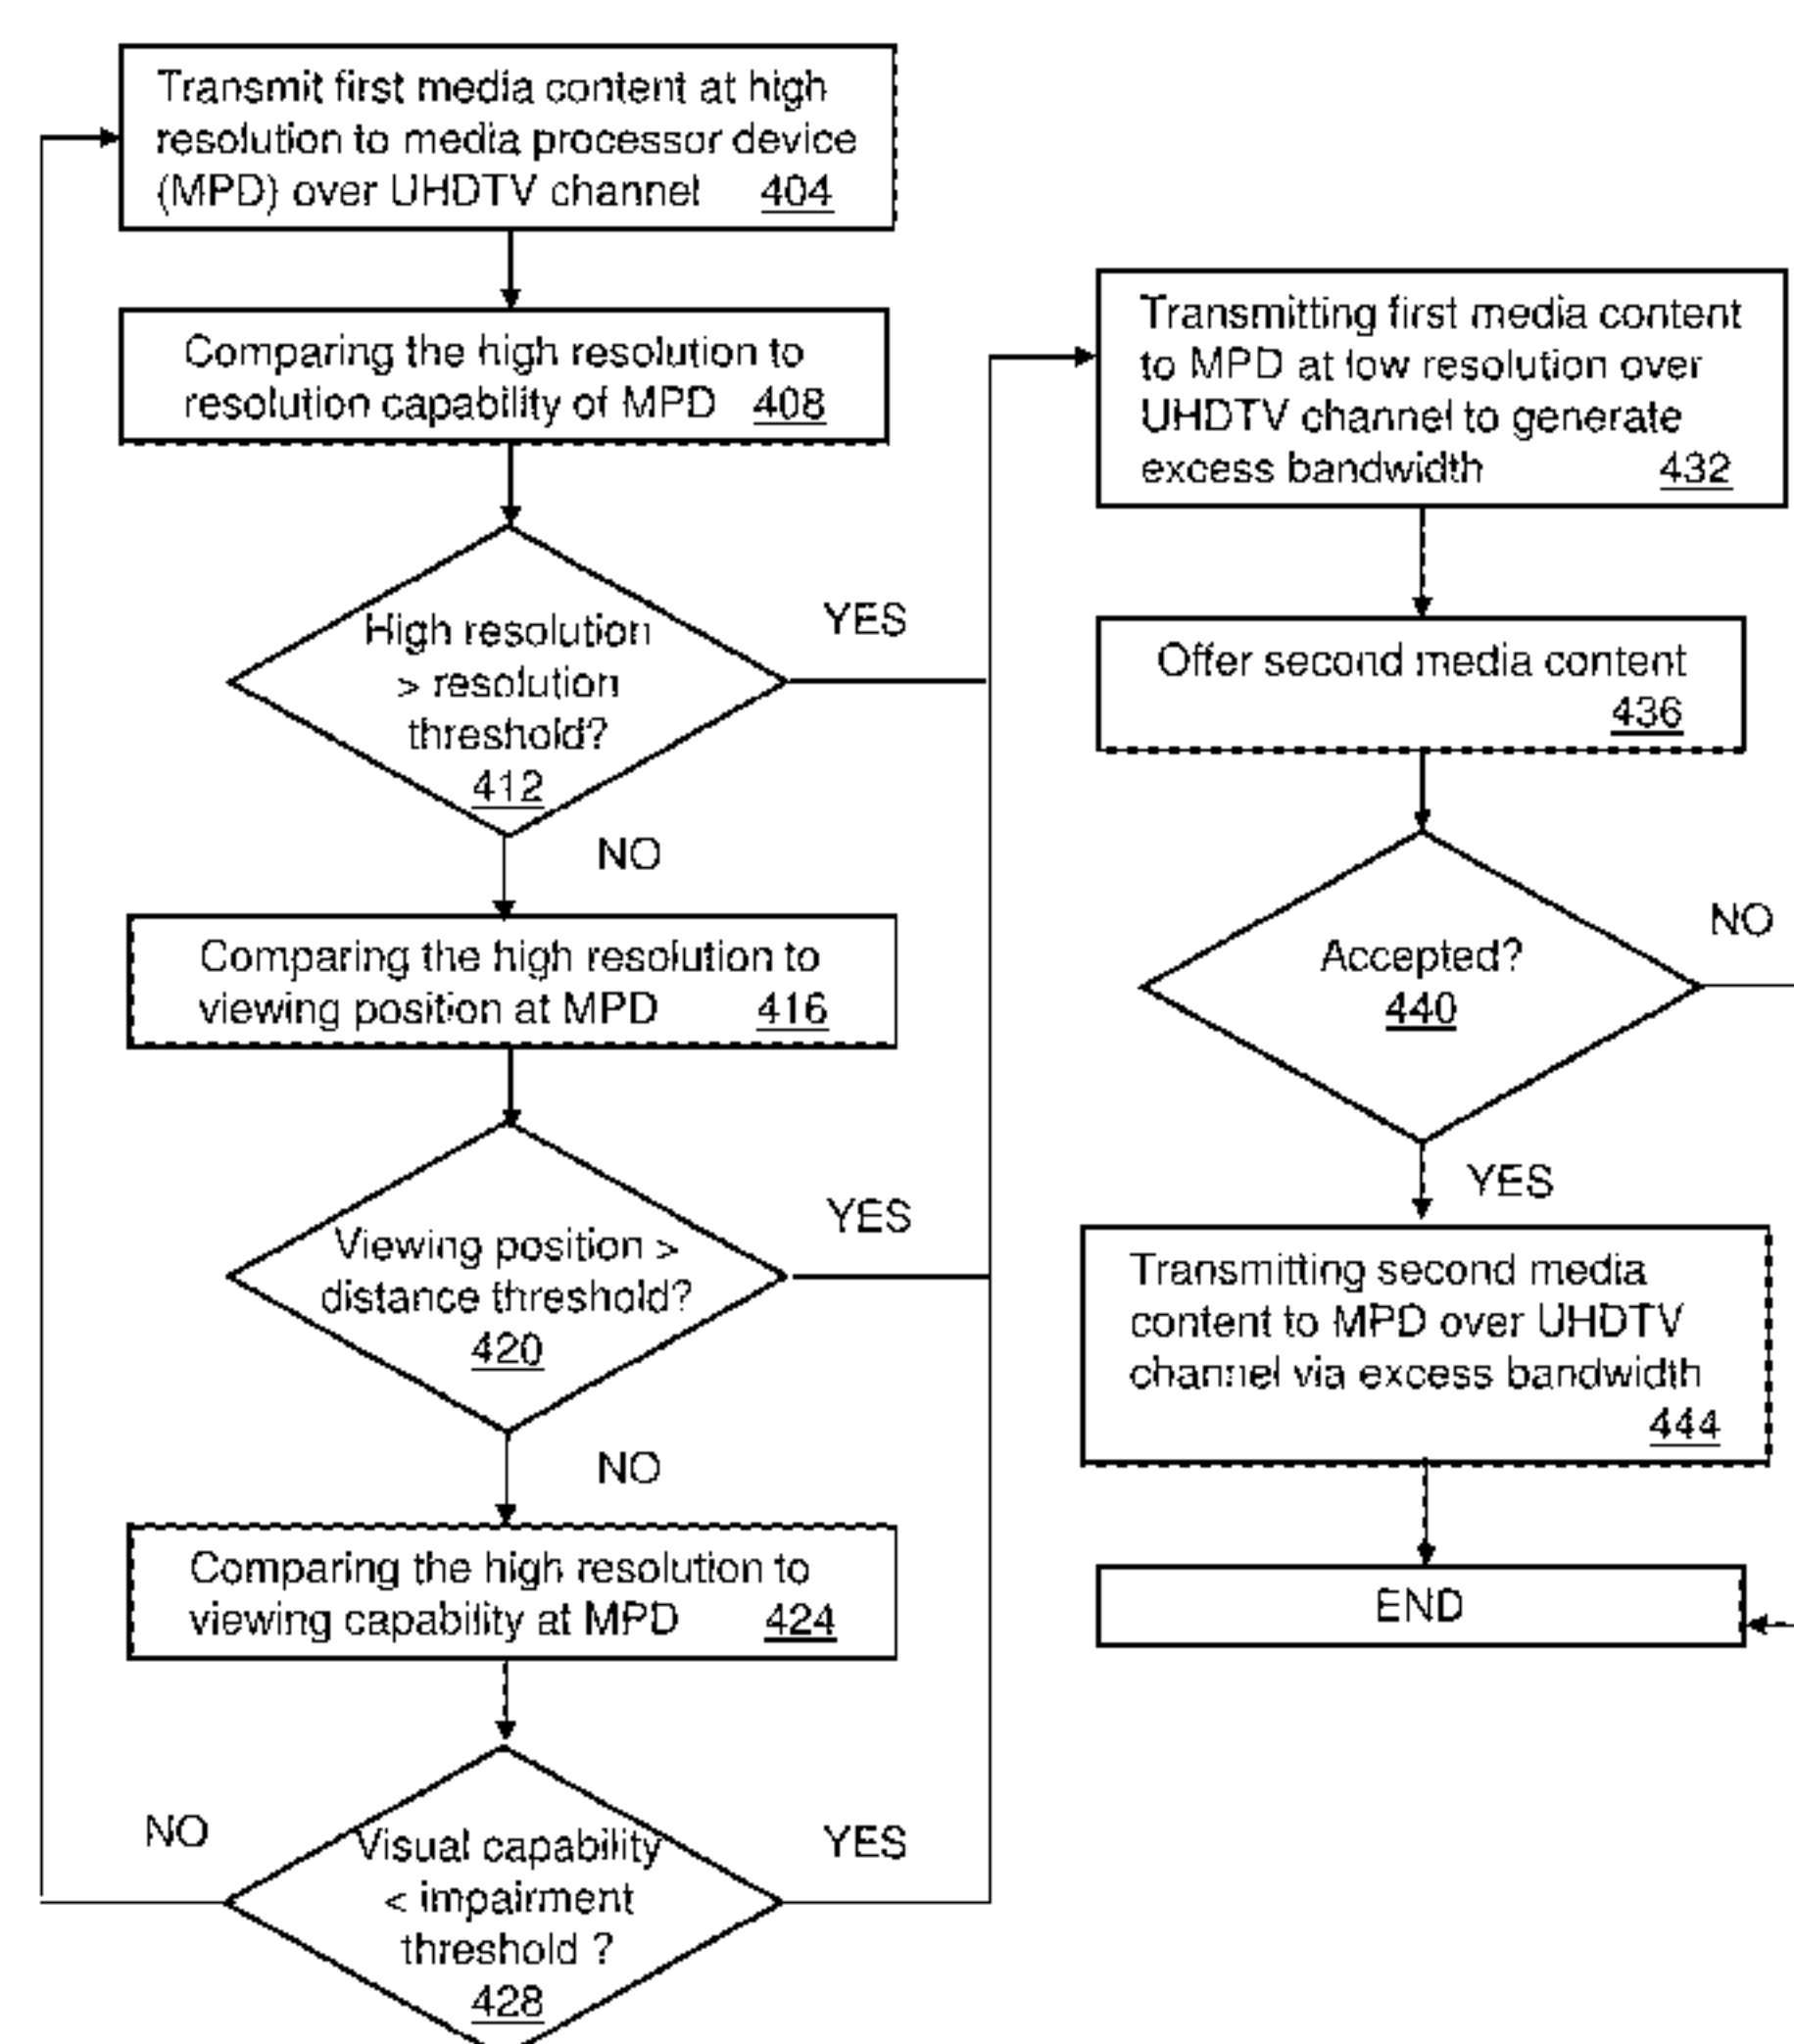 Transmit first media content at high
resolution to media processor device
(MPD) over UHDTV channel 404
Comparing the high resolution to
resolution capability of MPD 408
High resolution
> resolution
threshold?
412
YES
NO
Comparing the high resolution to
viewing position at MPD 416
Viewing position >
distance threshold?
420
YES
NO
Comparing the high resolution to
viewing capability at MPD 424
Visual capability
< impairment
threshold ?
428
NO
YES
Transmitting first media content
to MPD at low resolution over
UHDTV channel to generate
excess bandwidth 432
Offer second media content
436
Accepted?
440
NO
YES
Transmitting second media
content to MPD over UHDTV
channel via excess bandwidth
444
END